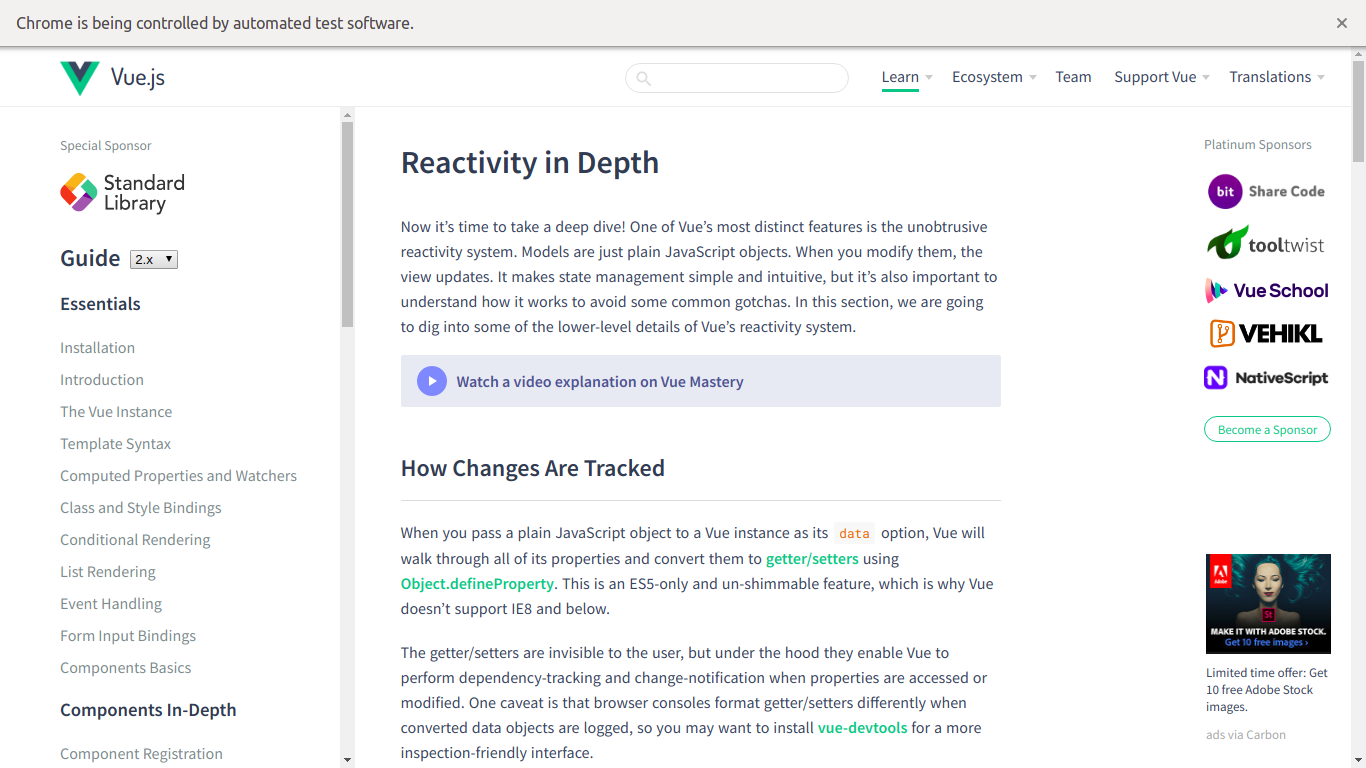 Chrome is being controlled by automated test software.
Vue.js
Learn
Ecosystem
Team
Support Vue
Translations
Special Sponsor
Standard
Library
Guide
2.x
Essentials
Installation
Introduction
The Vue Instance
Template Syntax
Computed Properties and Watchers
Class and Style Bindings
Conditional Rendering
List Rendering
Event Handling
Form Input Bindings
Components Basics
Components In-Depth
Component Registration
Reactivity in Depth
Now it’s time to take a deep dive! One of Vue’s most distinct features is the unobtrusive
reactivity system. Models are just plain JavaScript objects. When you modify them, the
view updates. It makes state management simple and intuitive, but it’s also important to
understand how it works to avoid some common gotchas. In this section, we are going
to dig into some of the lower-level details of Vue’s reactivity system.
Watch a video explanation on Vue Mastery
How Changes Are Tracked
When you pass a plain JavaScript object to a Vue instance as its data option, Vue will
walk through all of its properties and convert them to getter/setters using
Object.defineProperty. This is an ES5-only and un-shimmable feature, which is why Vue
doesn’t support IE8 and below.
The getter/setters are invisible to the user, but under the hood they enable Vue to
perform dependency-tracking and change-notification when properties are accessed or
modified. One caveat is that browser consoles format getter/setters differently when
converted data objects are logged, so you may want to install vue-devtools for a more
inspection-friendly interface.
Platinum Sponsors
bit Share Code
tooltwist
Vue School
VEHIKL
NativeScript
Become a Sponsor
Adobe
St
MAKE IT WITH ADOBE STOCK.
Get 10 free images ›
Limited time offer: Get
10 free Adobe Stock
images.
ads via Carbon